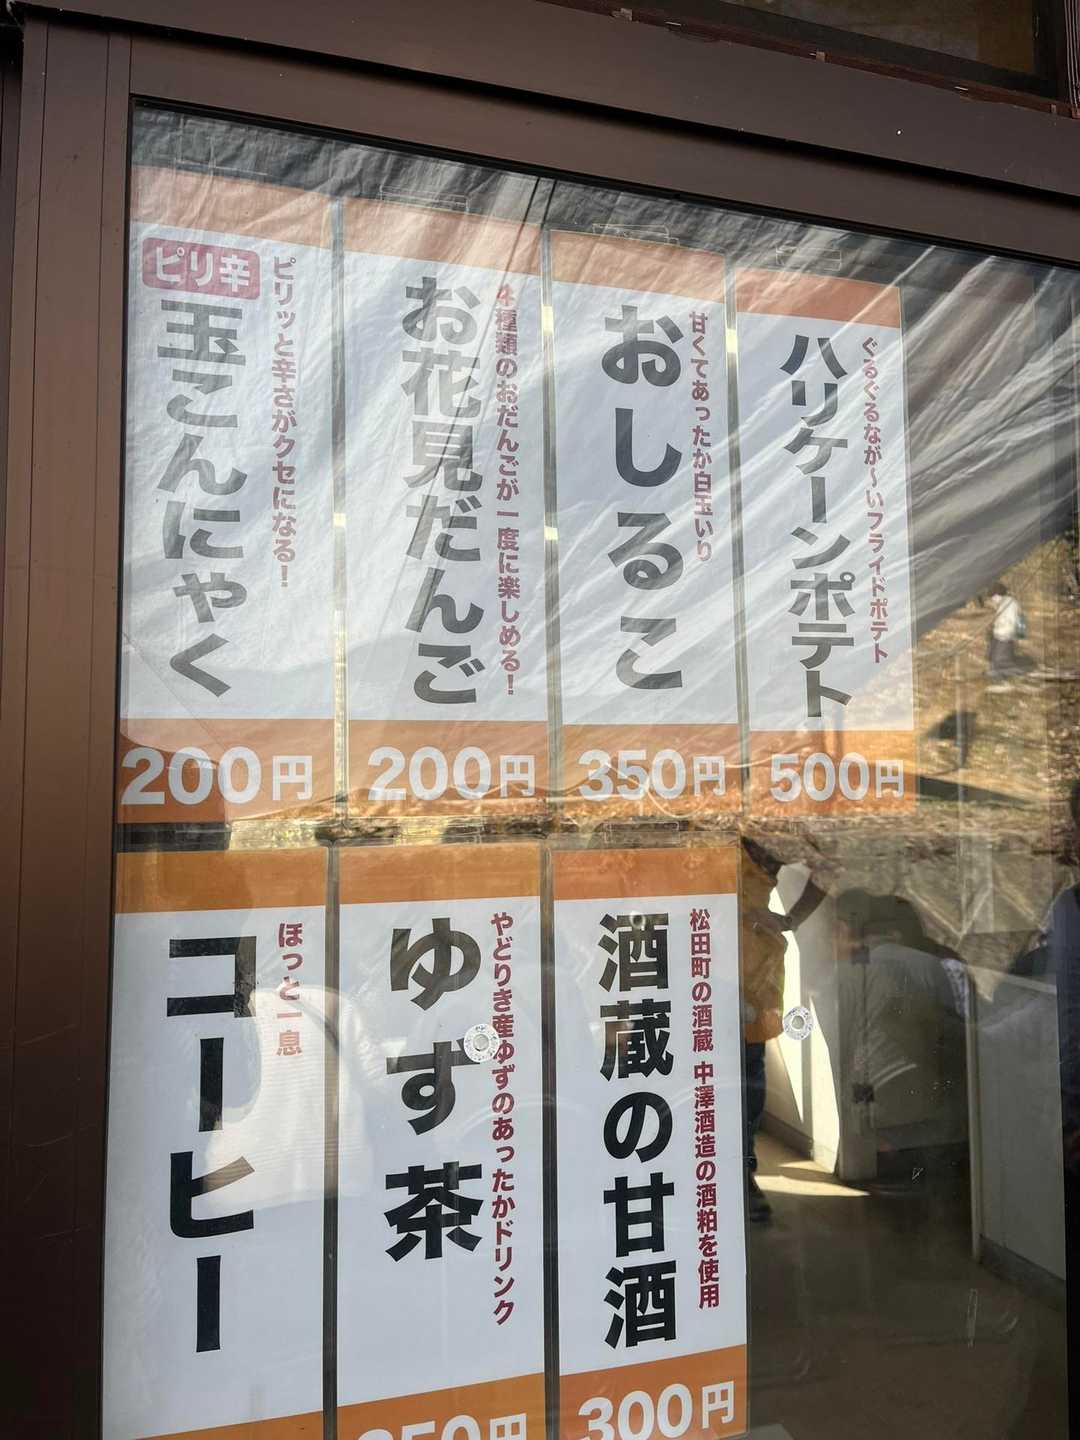 ハリケーンポテト
ぐるぐるなが〜いフライドポテト
500円
おしるこ
甘くてあったか白玉いり
350円
お花見だんご
4種類のおだんごが一度に楽しめる！
200円
ピリ辛
玉こんにゃく
ピリッと辛さがクセになる！
200円
酒蔵の甘酒
松田町の酒蔵 中澤酒造の酒粕を使用
300円
ゆず茶
やどりき産ゆずのあったかドリンク
円
コーヒー
ほっと一息